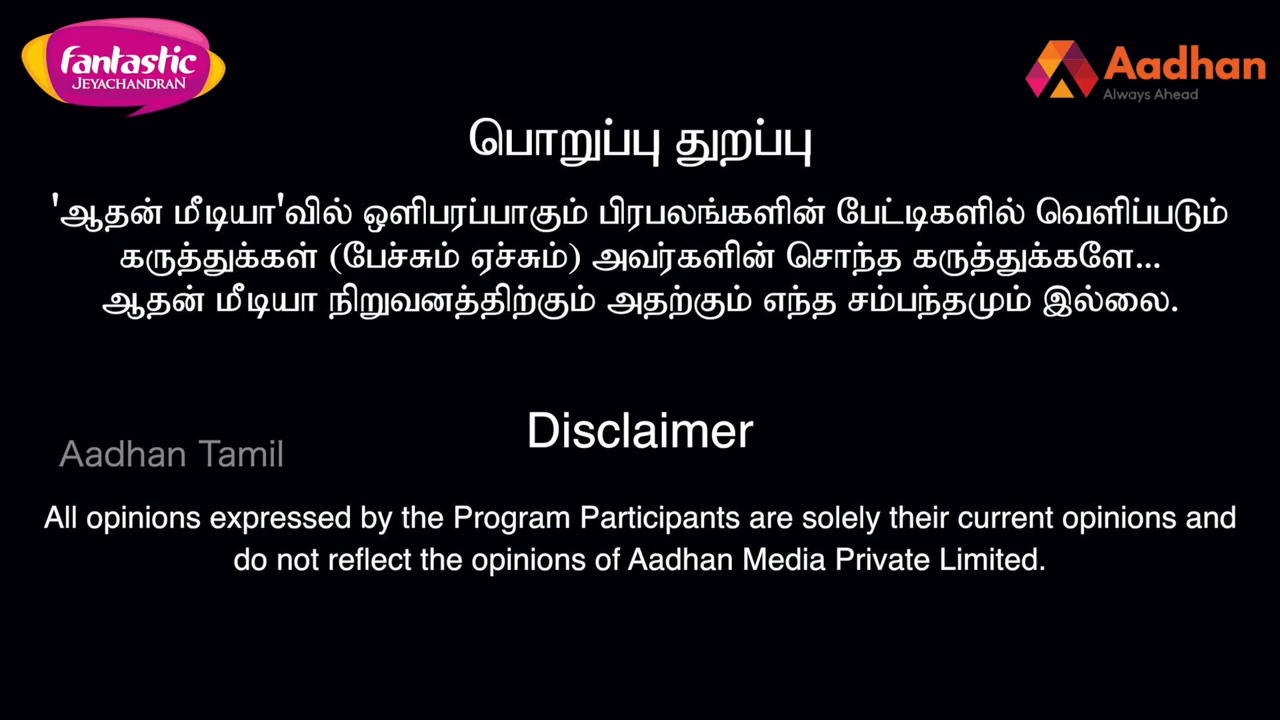 fantastic
JEYACHANDRAN
Aadhan
Always Ahead
பொறுப்பு துறப்பு
'ஆதன் மீடியா'வில் ஒளிபரப்பாகும் பிரபலங்களின் பேட்டிகளில் வெளிப்படும்
கருத்துக்கள் (பேச்சும் ஏச்சும்) அவர்களின் சொந்த கருத்துக்களே...
ஆதன் மீடியா நிறுவனத்திற்கும் அதற்கும் எந்த சம்பந்தமும் இல்லை.
Disclaimer
Aadhan Tamil
All opinions expressed by the Program Participants are solely their current opinions and
do not reflect the opinions of Aadhan Media Private Limited.